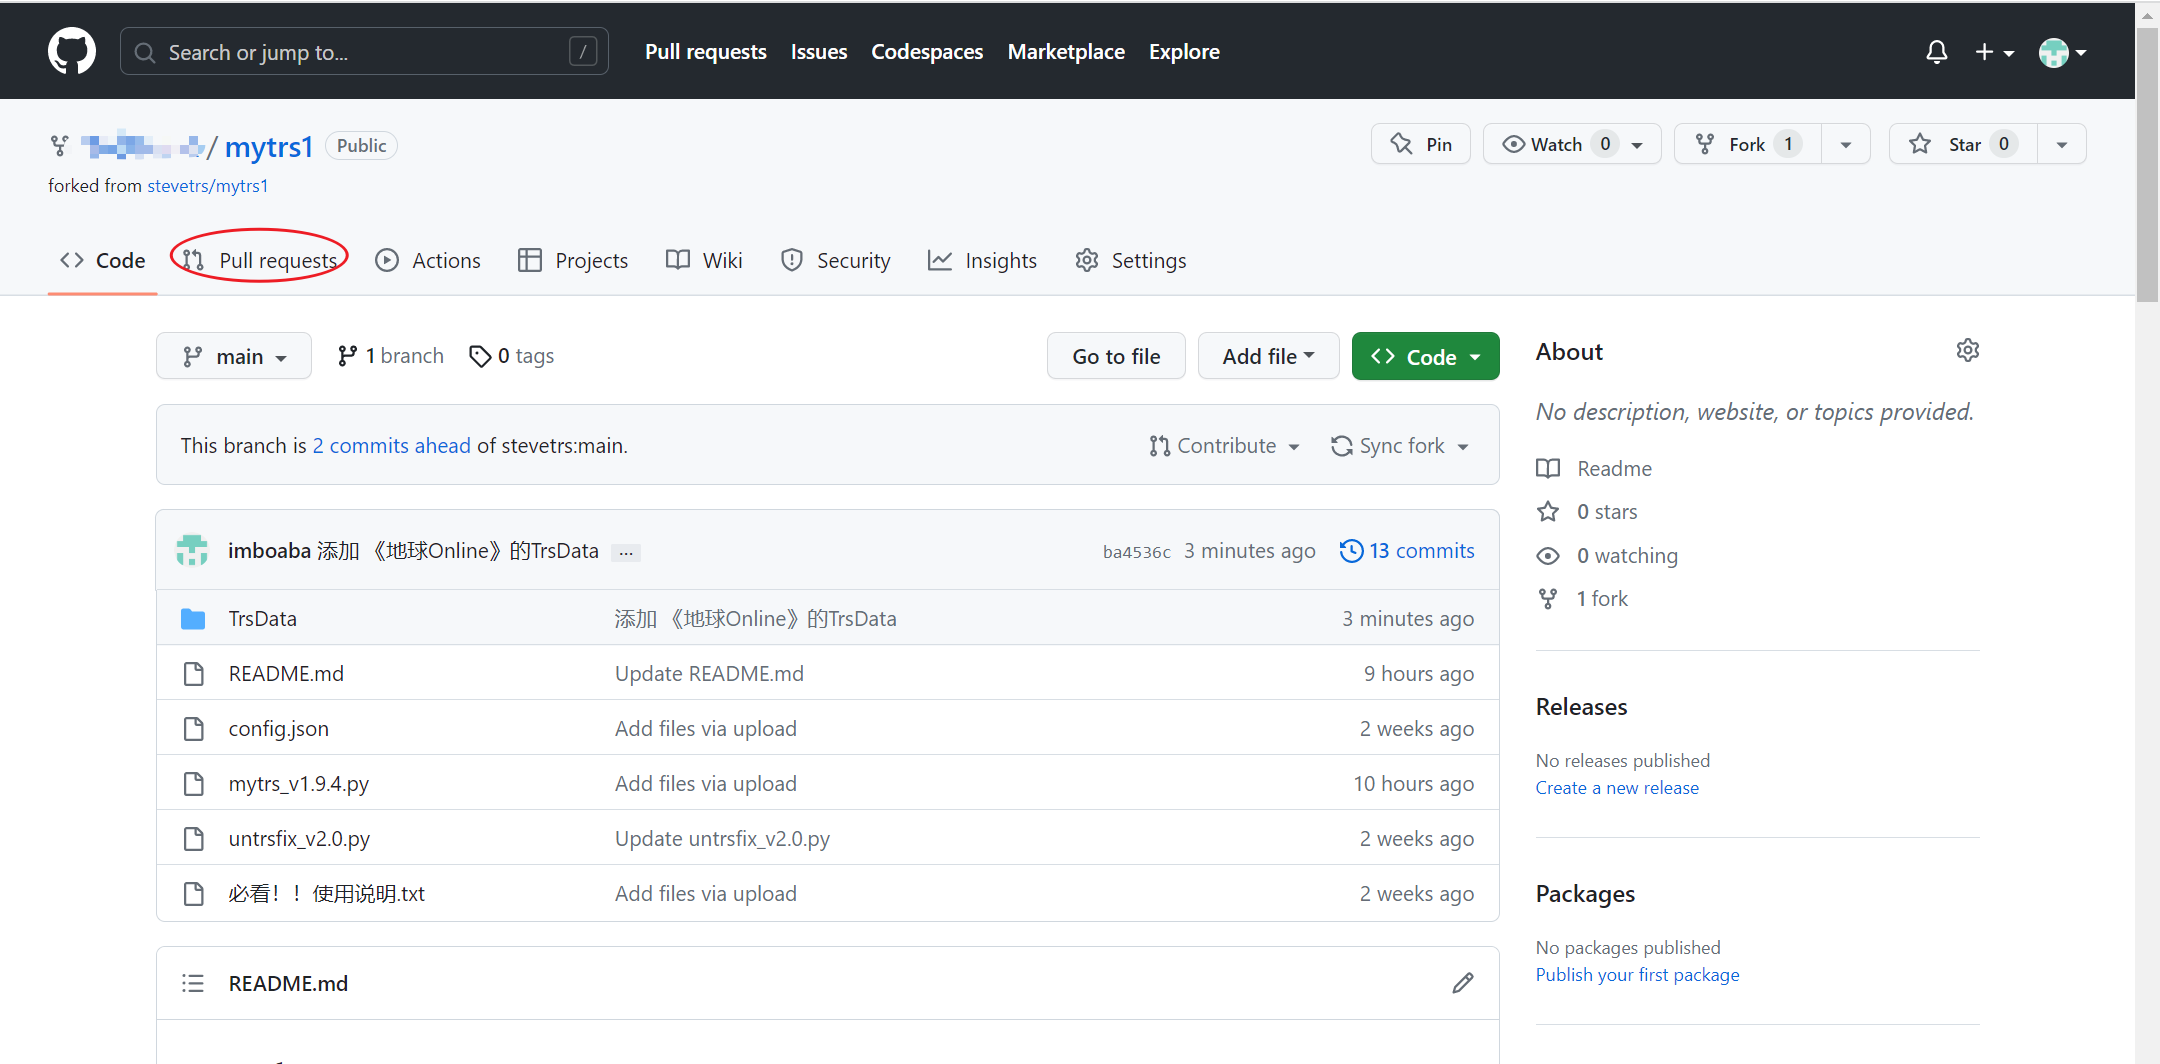 Search or jump to... / Pull requests Issues Codespaces Marketplace Explore
/ mytrs1 Public Pin Watch 0 Fork 1 Star 0
forked from stevetrs/mytrs1
Code Pull requests Actions Projects Wiki Security Insights Settings
main 1 branch 0 tags Go to file Add file Code
This branch is 2 commits ahead of stevetrs:main. Contribute Sync fork
imboaba 添加 《地球Online》的TrsData ... ba4536c 3 minutes ago 13 commits
TrsData 添加 《地球Online》的TrsData 3 minutes ago
README.md Update README.md 9 hours ago
config.json Add files via upload 2 weeks ago
mytrs_v1.9.4.py Add files via upload 10 hours ago
untrsfix_v2.0.py Update untrsfix_v2.0.py 2 weeks ago
必看！！使用说明.txt Add files via upload 2 weeks ago
README.md
About
No description, website, or topics provided.
Readme
0 stars
0 watching
1 fork
Releases
No releases published
Create a new release
Packages
No packages published
Publish your first package